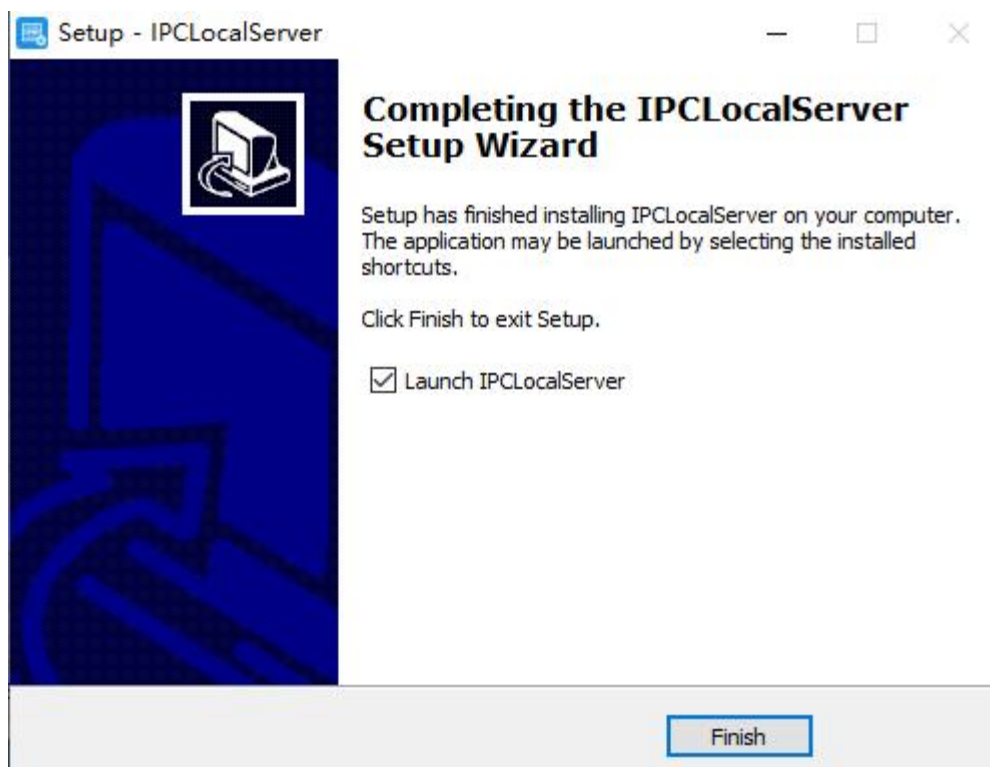 Setup - IPCLocalServer
Completing the IPCLocalServer
Setup Wizard
Setup has finished installing IPCLocalServer on your computer.
The application may be launched by selecting the installed
shortcuts.
Click Finish to exit Setup.
Launch IPCLocalServer
Finish